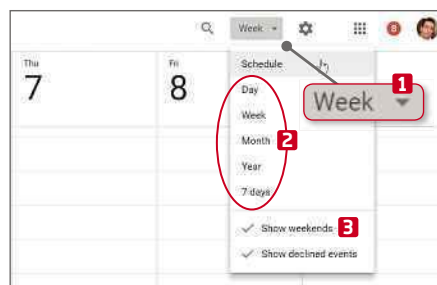 Week
8
Thu
7
Fri
8
Schedule
Day
Week
Month
Year
7 days
Show weekends
Show declined events
Week
1
2
3